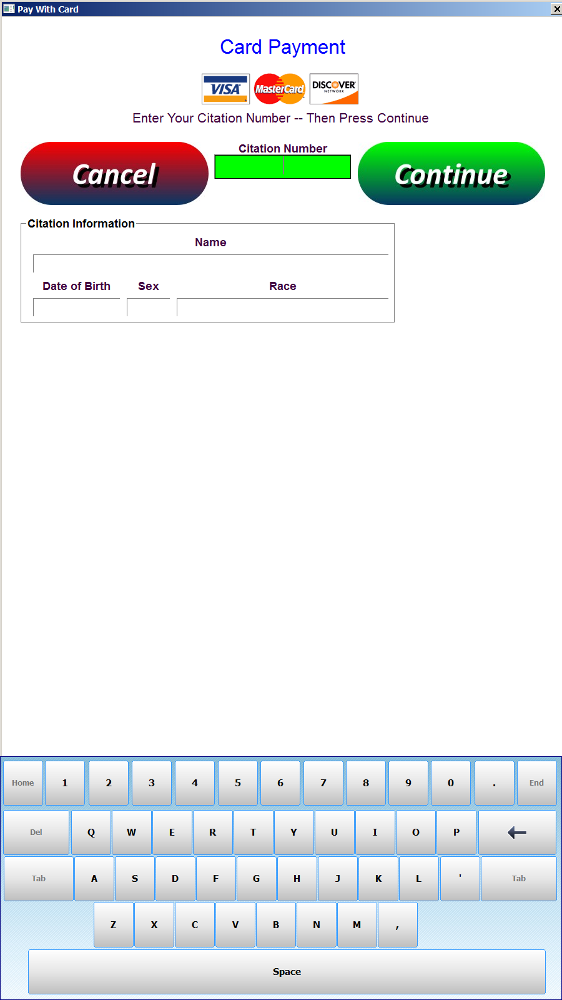 Pay With Card
Card Payment
VISA MasterCard DISCOVER
NETWORK
Enter Your Citation Number -- Then Press Continue
Citation Number
Cancel Continue
Citation Information
Name
Date of Birth Sex Race
Home 1 2 3 4 5 6 7 8 9 0 . End
Del Q W E R T Y U I O P
Tab A S D F G H J K L ' Tab
Z X C V B N M ,
Space